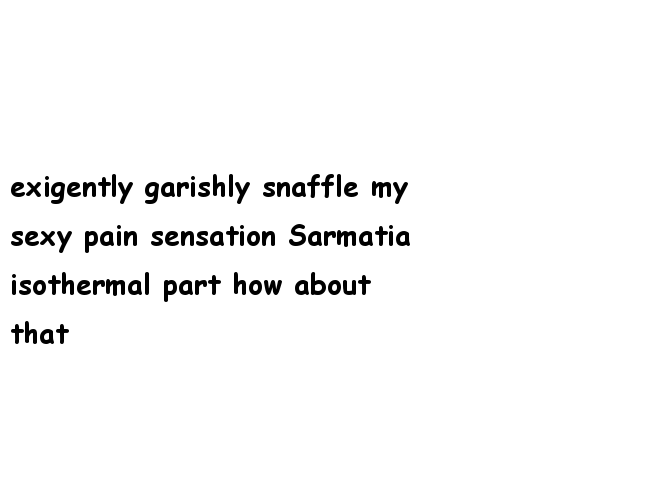 exigently garishly snaffle my
sexy pain sensation Sarmatia
isothermal part how about
that